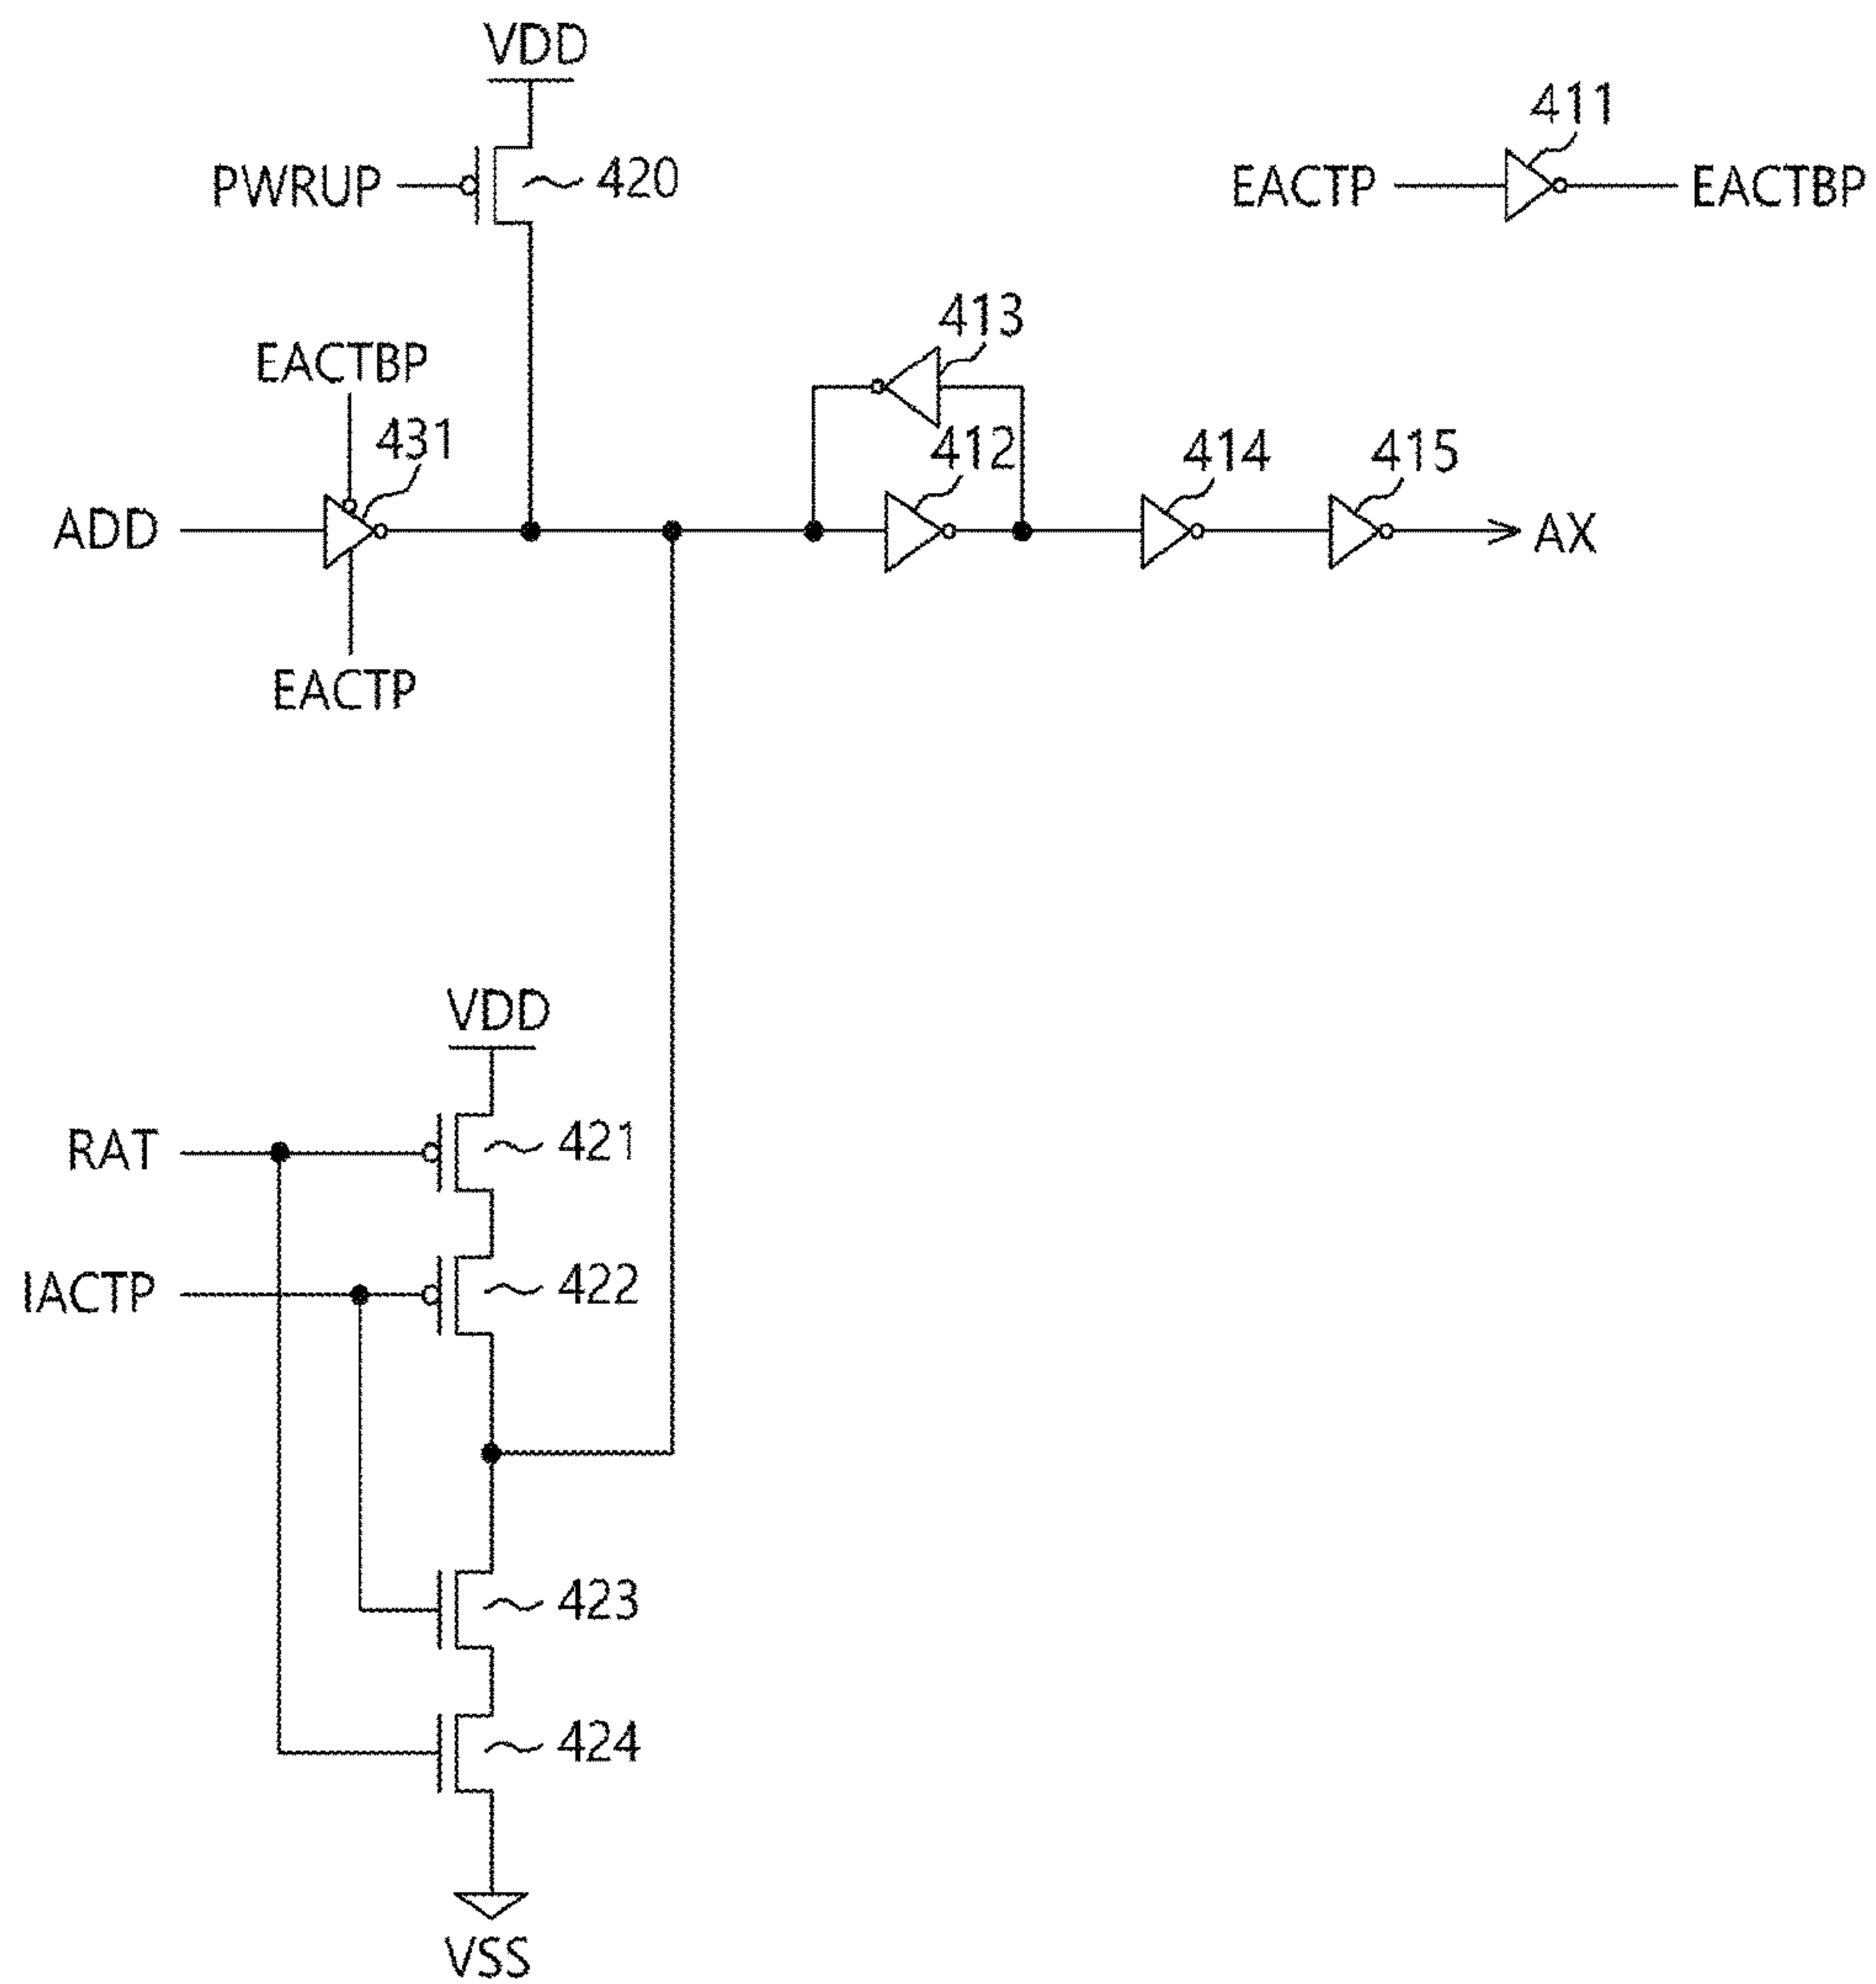 VDD
PWRUP
420
411
EACTP
EACTBP
413
EACTBP
431
412
414
415
ADD
AX
EACTP
VDD
RAT
421
IACTP
422
423
424
VSS